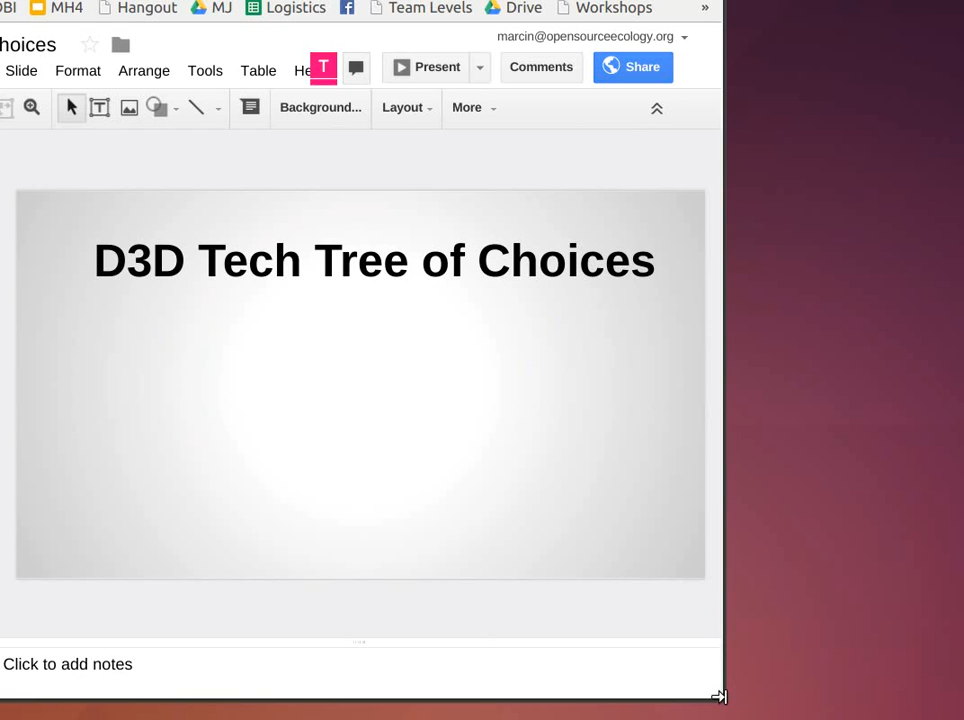 OBI MH4 Hangout MJ Logistics Team Levels Drive Workshops »
hoices
marcin@opensourceecology.org
Slide Format Arrange Tools Table He T Present Comments Share
T Background... Layout More
D3D Tech Tree of Choices
Click to add notes